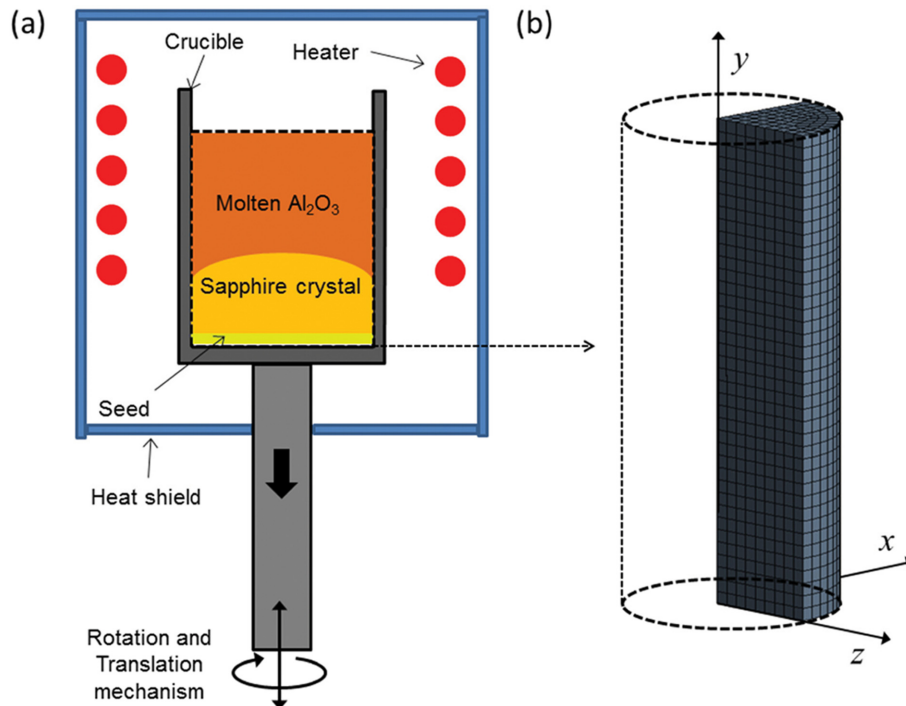 (a)
Crucible
Heater
Molten Al₂O₃
Sapphire crystal
Seed
Heat shield
Rotation and
Translation
mechanism
(b)
y
x
z